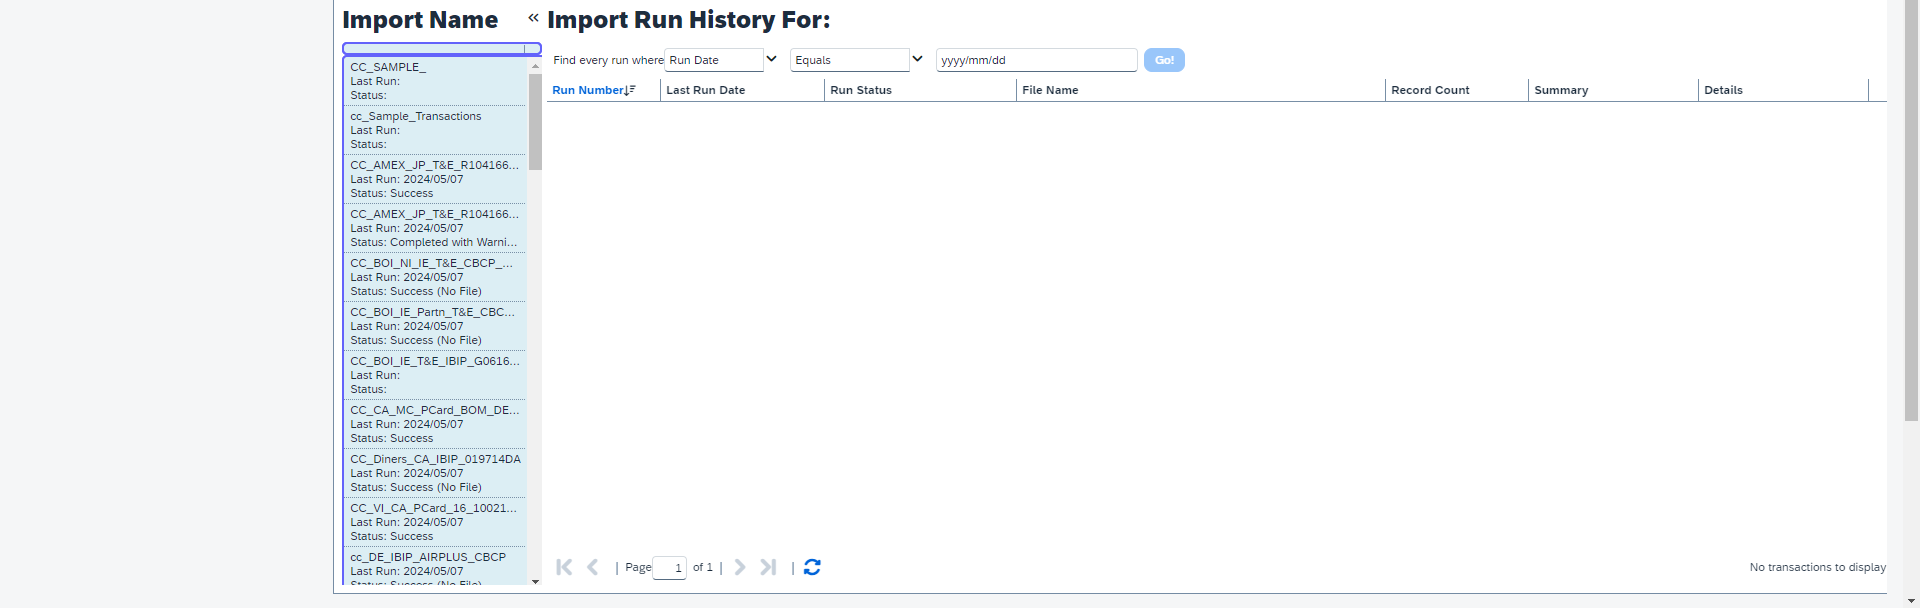 Import Name
«
CC_SAMPLE_
Last Run:
Status:
cc_Sample_Transactions
Last Run:
Status:
CC_AMEX_JP_T&E_R104166...
Last Run: 2024/05/07
Status: Success
CC_AMEX_JP_T&E_R104166...
Last Run: 2024/05/07
Status: Completed with Warni...
CC_BOI_NI_IE_T&E_CBCP_...
Last Run: 2024/05/07
Status: Success (No File)
CC_BOI_IE_Partn_T&E_CBC...
Last Run: 2024/05/07
Status: Success (No File)
CC_BOI_IE_T&E_IBIP_G0616...
Last Run:
Status:
CC_CA_MC_PCard_BOM_DE...
Last Run: 2024/05/07
Status: Success
CC_Diners_CA_IBIP_019714DA
Last Run: 2024/05/07
Status: Success (No File)
CC_VI_CA_PCard_16_10021...
Last Run: 2024/05/07
Status: Success
cc_DE_IBIP_AIRPLUS_CBCP
Last Run: 2024/05/07
Status: Success (No File)
Import Run History For:
Find every run where Run Date Equals yyyy/mm/dd Go!
Run Number Last Run Date Run Status File Name Record Count Summary Details
| Page 1 of 1 | | No transactions to display